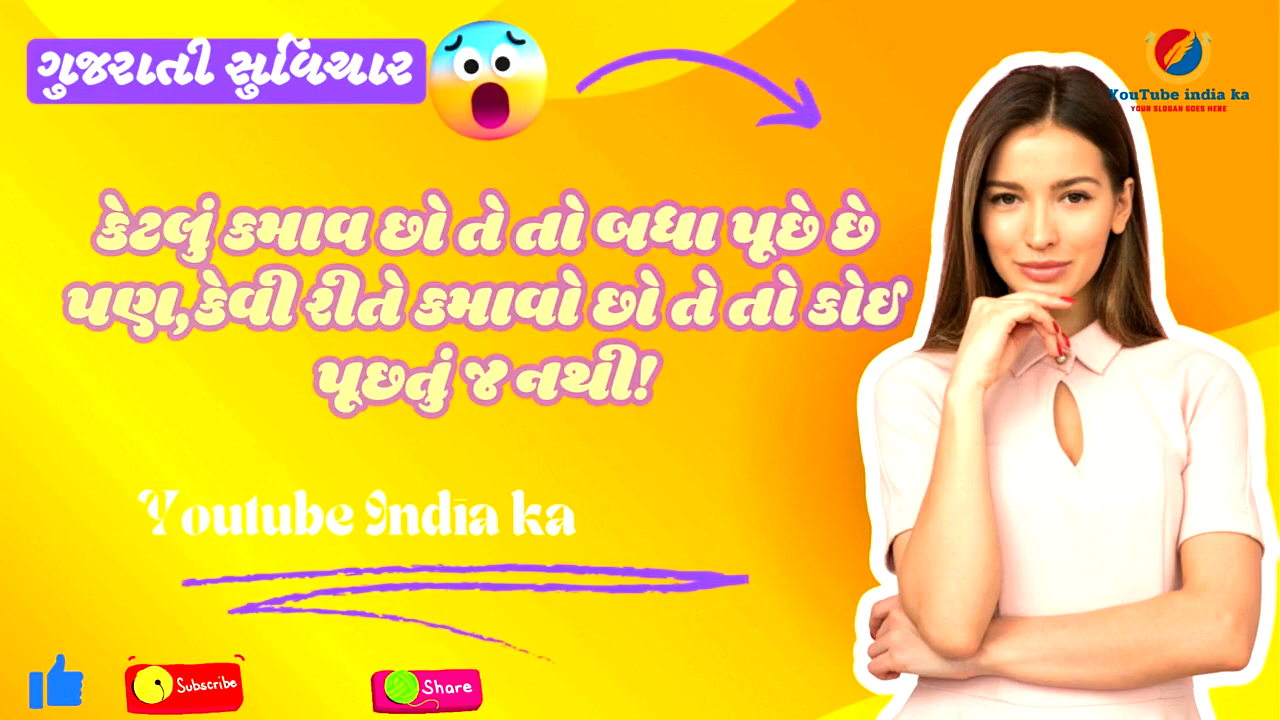 ગુજરાતી સુવિચાર
YouTube india ka
YOUR SLOGAN GOES HERE
કેટલું કમાવ છો તે તો બધા પૂછે છે
પણ,કેવી રીતે કમાવો છો તે તો કોઈ
પૂછતું જ નથી!
Youtube India ka
Subscribe
Share